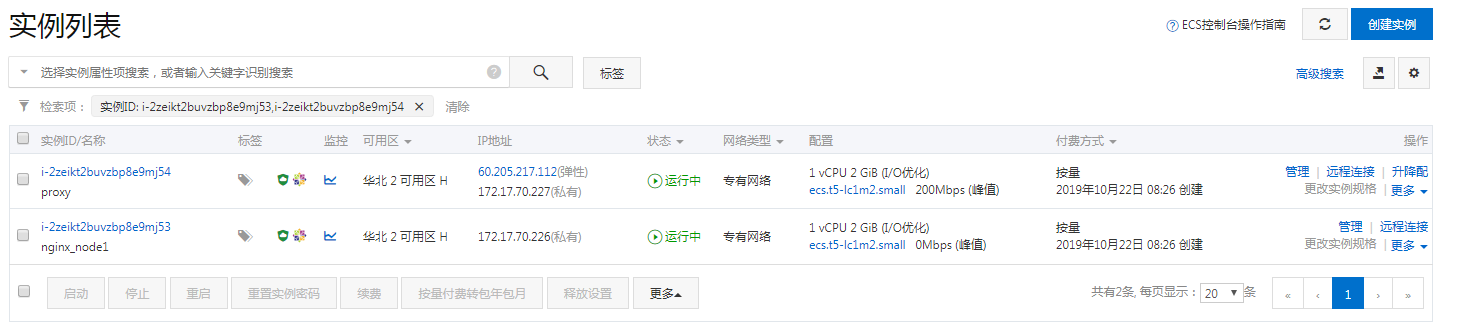 实例列表
ECS控制台操作指南 创建实例
选择实例属性项搜索，或者输入关键字识别搜索 标签 高级搜索
检索项： 实例ID: i-2zeikt2buvzbp8e9mj53,i-2zeikt2buvzbp8e9mj54 清除
实例ID/名称 标签 监控 可用区 IP地址 状态 网络类型 配置 付费方式 操作
i-2zeikt2buvzbp8e9mj54 60.205.217.112(弹性) 1 vCPU 2 GiB (I/O优化) 按量 管理 | 远程连接 | 升降配
华北 2 可用区 H 运行中 专有网络
proxy 172.17.70.227(私有) ecs.t5-lc1m2.small 200Mbps (峰值) 2019年10月22日 08:26 创建 更改实例规格 | 更多
i-2zeikt2buvzbp8e9mj53 1 vCPU 2 GiB (I/O优化) 按量 管理 | 远程连接
华北 2 可用区 H 172.17.70.226(私有) 运行中 专有网络
nginx_node1 ecs.t5-lc1m2.small 0Mbps (峰值) 2019年10月22日 08:26 创建 更改实例规格 | 更多
启动 停止 重启 重置实例密码 续费 按量付费转包年包月 释放设置 更多 共有2条, 每页显示： 20 条 « ‹ 1 › »